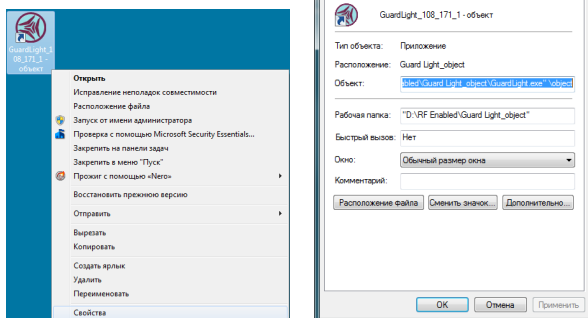 GuardLight_1
08_171_1 -
объект
Открыть
Исправление неполадок совместимости
Расположение файла
Запуск от имени администратора
Проверка с помощью Microsoft Security Essentials...
Закрепить на панели задач
Закрепить в меню "Пуск"
Прожиг с помощью «Nero»
Восстановить прежнюю версию
Отправить
Вырезать
Копировать
Создать ярлык
Удалить
Переименовать
Свойства
GuardLight_108_171_1 - объект
Тип объекта: Приложение
Расположение: Guard Light_object
Объект: bled\Guard Light_object\GuardLight.exe" \object
Рабочая папка: "D:\RF Enabled\Guard Light_object"
Быстрый вызов: Нет
Окно: Обычный размер окна
Комментарий:
Расположение файла Сменить значок... Дополнительно...
OK Отмена Применить